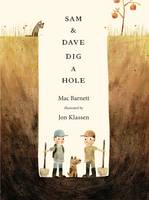 SAM
&
DAVE
DIG
A
HOLE
Mac Barnett
illustrated by
Jon Klassen